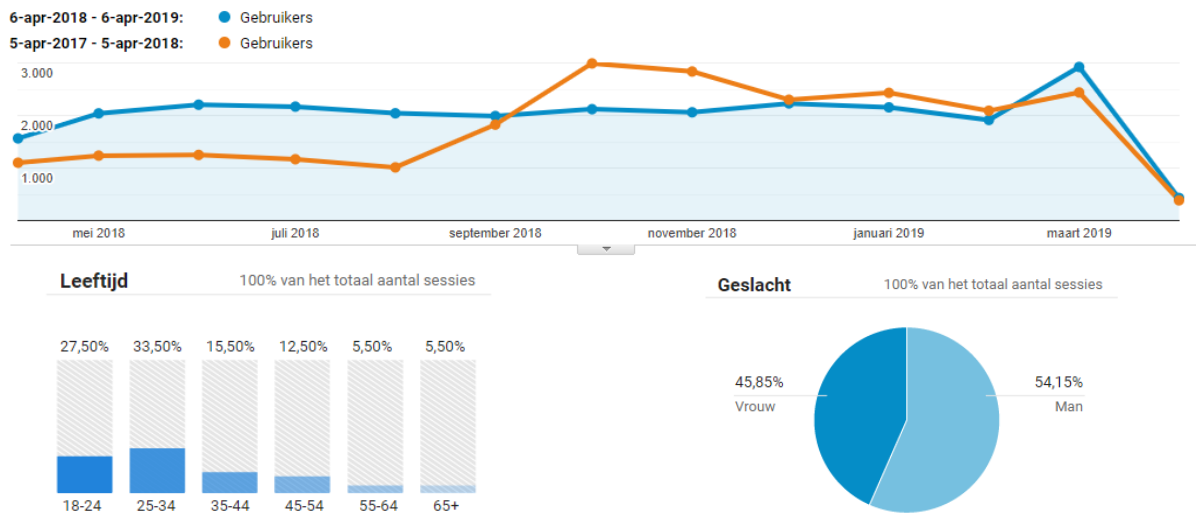 6-apr-2018 - 6-apr-2019: Gebruikers
5-apr-2017 - 5-apr-2018: Gebruikers
3.000
2.000
1.000
mei 2018 juli 2018 september 2018 november 2018 januari 2019 maart 2019
Leeftijd 100% van het totaal aantal sessies
27,50% 33,50% 15,50% 12,50% 5,50% 5,50%
18-24 25-34 35-44 45-54 55-64 65+
Geslacht 100% van het totaal aantal sessies
45,85% 54,15%
Vrouw Man